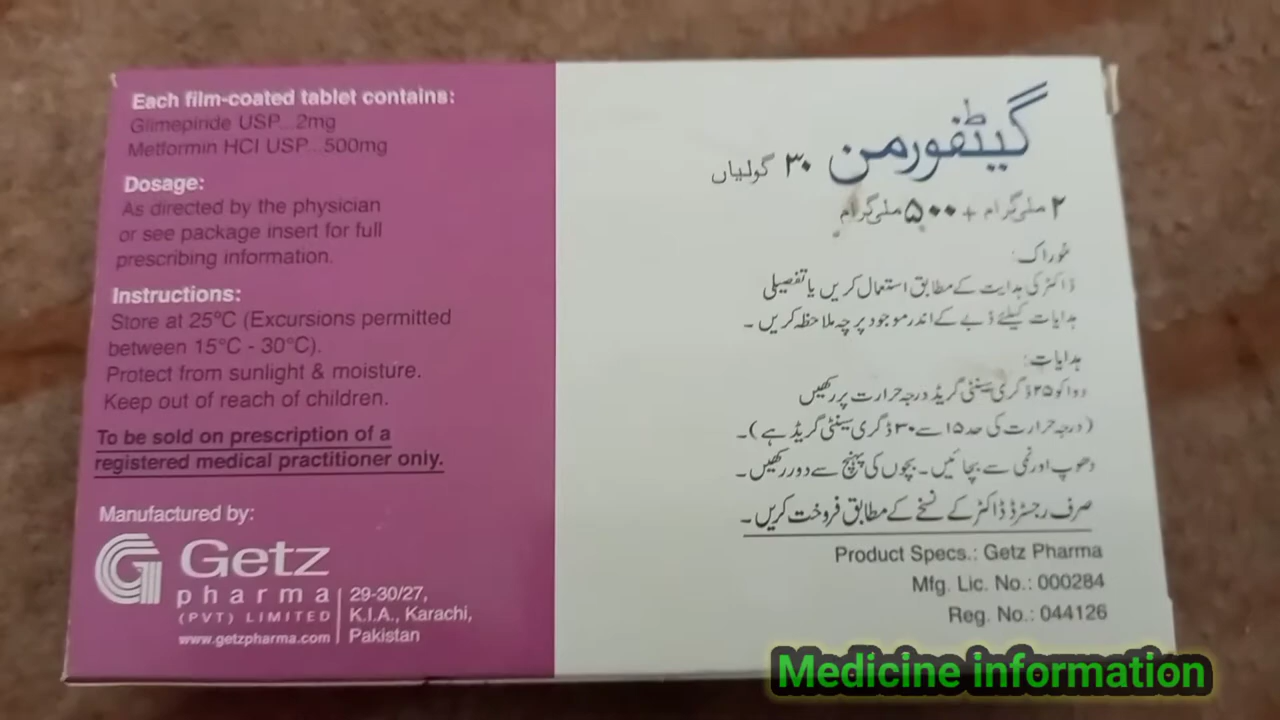 Each film-coated tablet contains:
Glimepiride USP...2mg
Metformin HCl USP...500mg
Dosage:
As directed by the physician
or see package insert for full
prescribing information.
Instructions:
Store at 25°C (Excursions permitted
between 15°C - 30°C).
Protect from sunlight & moisture.
Keep out of reach of children.
To be sold on prescription of a
registered medical practitioner only.
Manufactured by:
G Getz
pharma
(PVT) LIMITED
www.getzpharma.com
29-30/27,
K.I.A., Karachi,
Pakistan
گیٹفورمن ۳۰ گولیاں
۲ ملی گرام + ۵۰۰ ملی گرام
خوراک:
ڈاکٹر کی ہدایت کے مطابق استعمال کریں یا تفصیلی
ہدایات کیلئے ڈبے کے اندر موجود پرچہ ملاحظہ کریں۔
ہدایات:
دوا کو ۲۵ ڈگری سینٹی گریڈ درجہ حرارت پر رکھیں
(درجہ حرارت کی حد ۱۵ سے ۳۰ ڈگری سینٹی گریڈ ہے)۔
دھوپ اور نمی سے بچائیں۔ بچوں کی پہنچ سے دور رکھیں۔
صرف رجسٹرڈ ڈاکٹر کے نسخے کے مطابق فروخت کریں۔
Product Specs.: Getz Pharma
Mfg. Lic. No.: 000284
Reg. No.: 044126
Medicine information